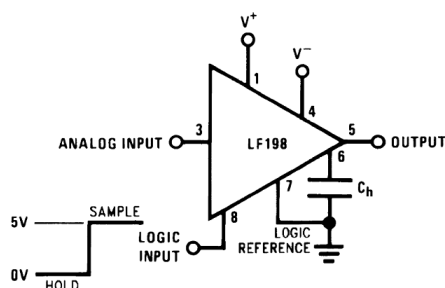 V+
V−
1
4
ANALOG INPUT
3
LF198
5
OUTPUT
6
7
Ch
8
5V
SAMPLE
LOGIC
INPUT
LOGIC
REFERENCE
0V
HOLD